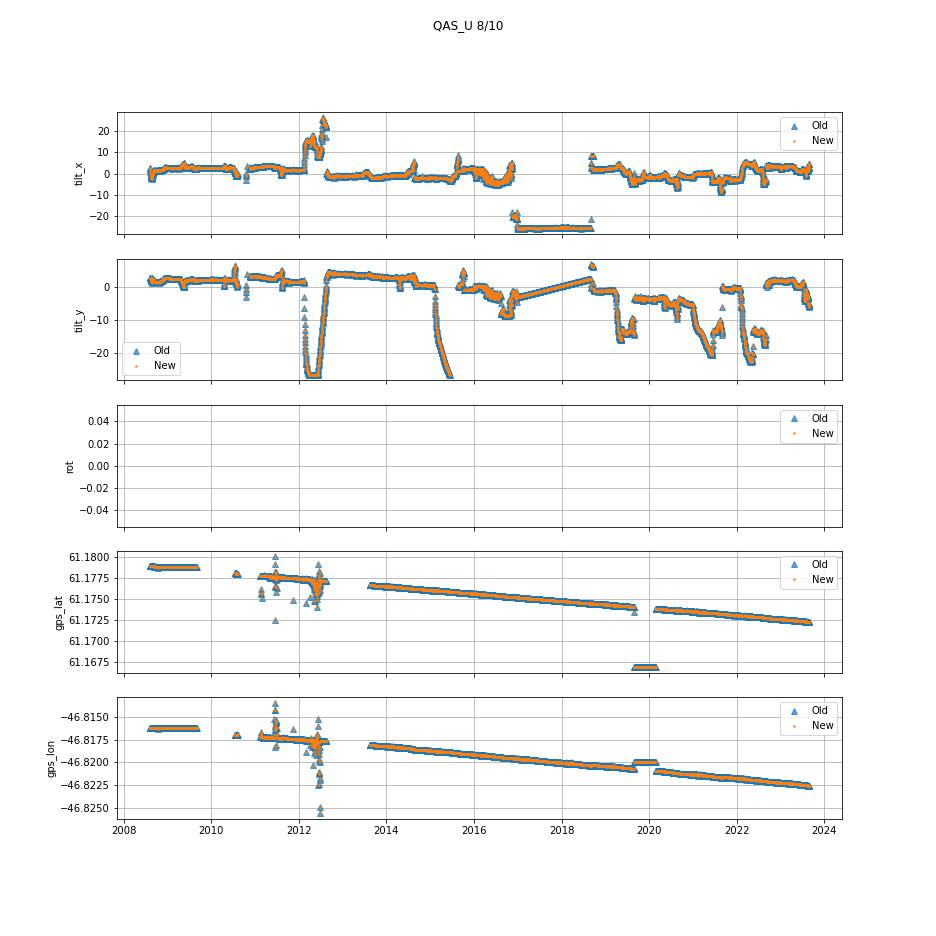 QAS_U 8/10
20
10
0
−10
−20
tilt_x
Old
New
0
−10
−20
tilt_y
Old
New
0.04
0.02
0.00
−0.02
−0.04
rot
Old
New
61.1800
61.1775
61.1750
61.1725
61.1700
61.1675
gps_lat
Old
New
−46.8150
−46.8175
−46.8200
−46.8225
−46.8250
gps_lon
Old
New
2008 2010 2012 2014 2016 2018 2020 2022 2024